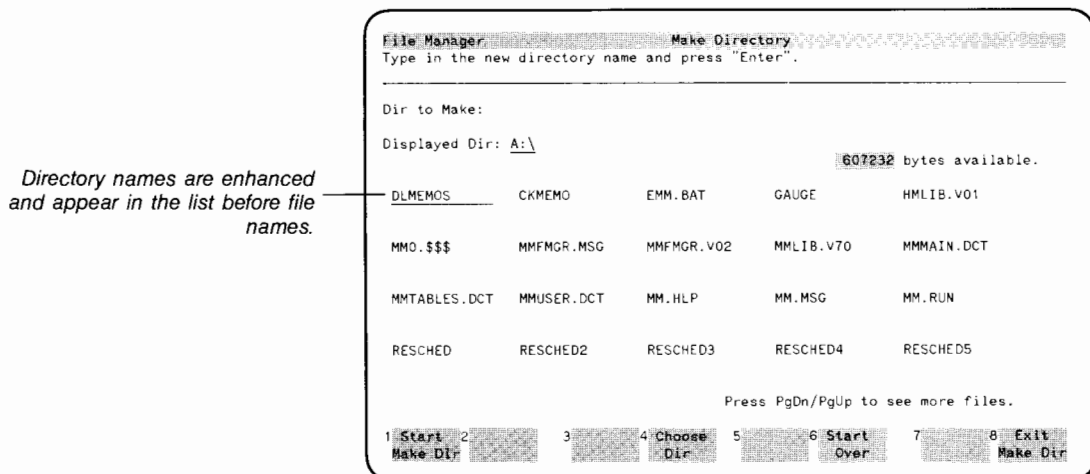 File Manager Make Directory
Type in the new directory name and press "Enter".
Dir to Make:
Displayed Dir: A:\
607232 bytes available.
Directory names are enhanced
and appear in the list before file
names.
DLMEMOS CKMEMO EMM.BAT GAUGE HMLIB.V01
MMO.$$$ MMFMGR.MSG MMFMGR.V02 MMLIB.V70 MMMAIN.DCT
MMTABLES.DCT MMUSER.DCT MM.HLP MM.MSG MM.RUN
RESCHED RESCHED2 RESCHED3 RESCHED4 RESCHED5
Press PgDn/PgUp to see more files.
1 Start 2 3 4 Choose 5 6 Start 7 8 Exit
Make Dir Dir Over Make Dir